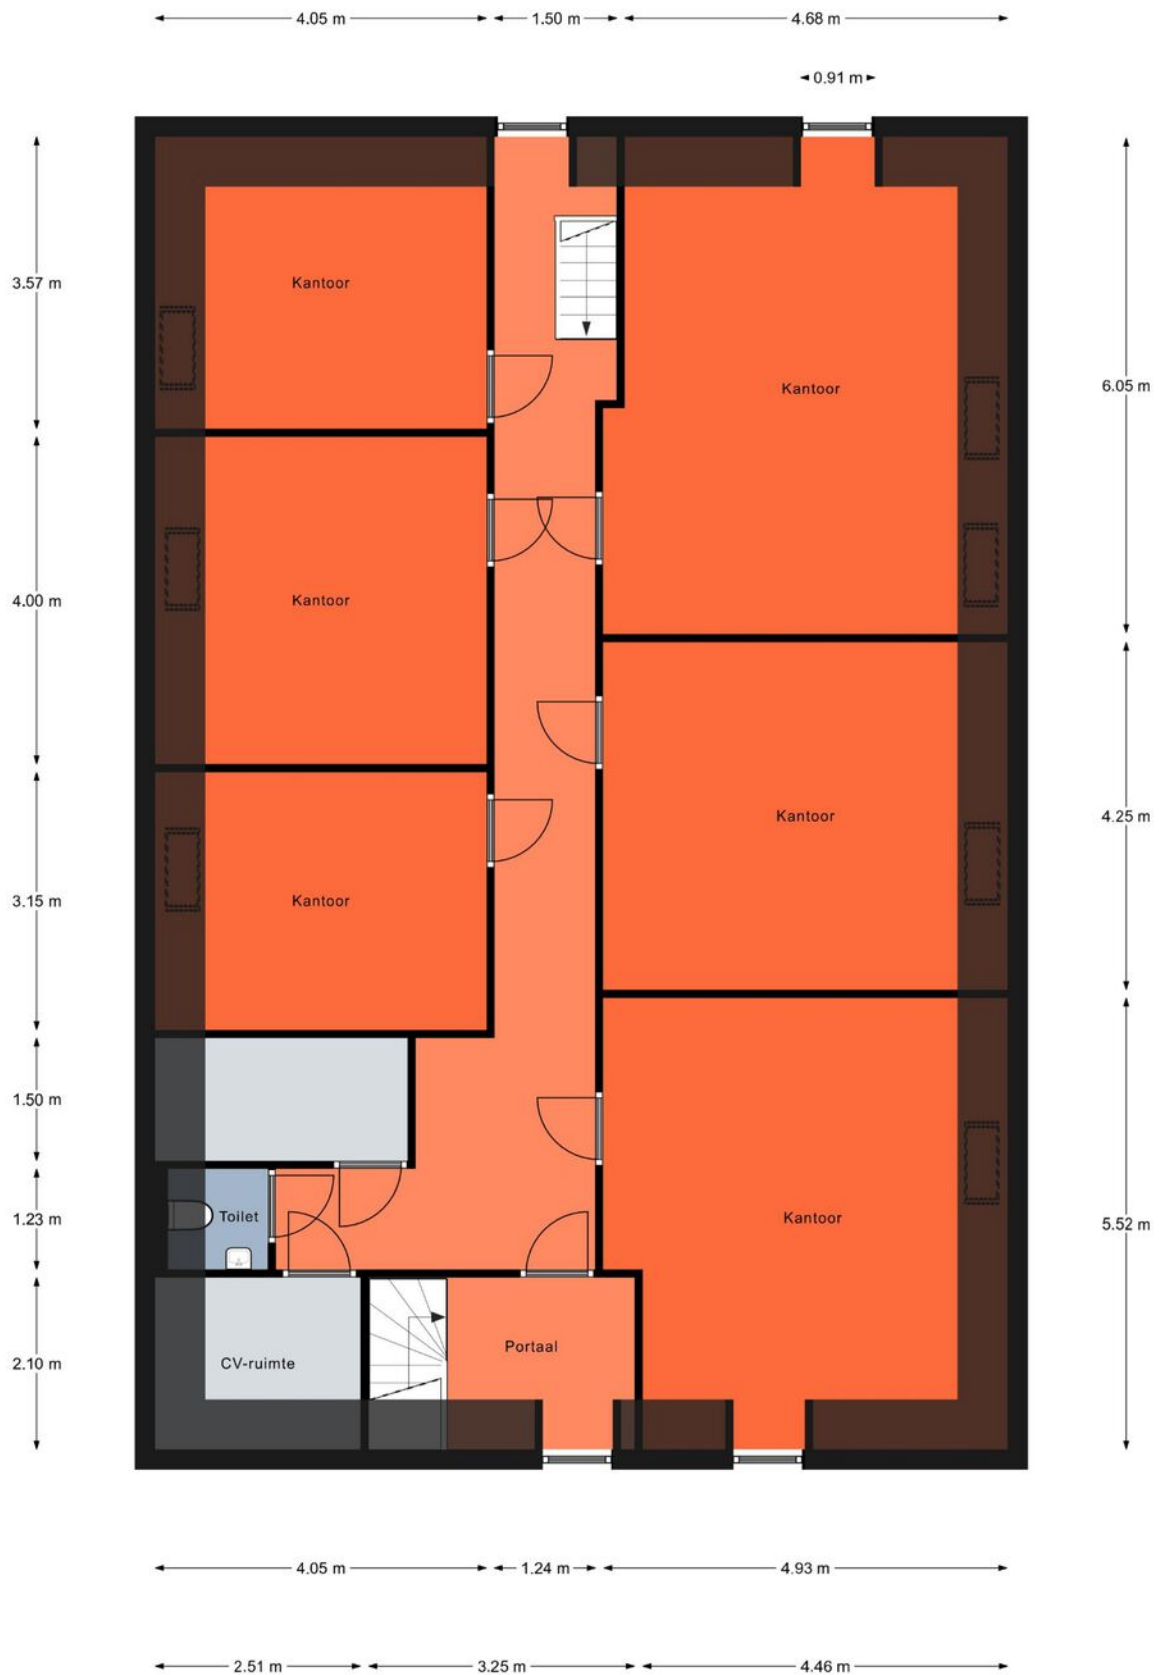 4.05 m
1.50 m
4.68 m
0.91 m
3.57 m
Kantoor
Kantoor
6.05 m
4.00 m
Kantoor
Kantoor
4.25 m
3.15 m
Kantoor
1.50 m
1.23 m
Toilet
Kantoor
5.52 m
2.10 m
CV-ruimte
Portaal
4.05 m
1.24 m
4.93 m
2.51 m
3.25 m
4.46 m